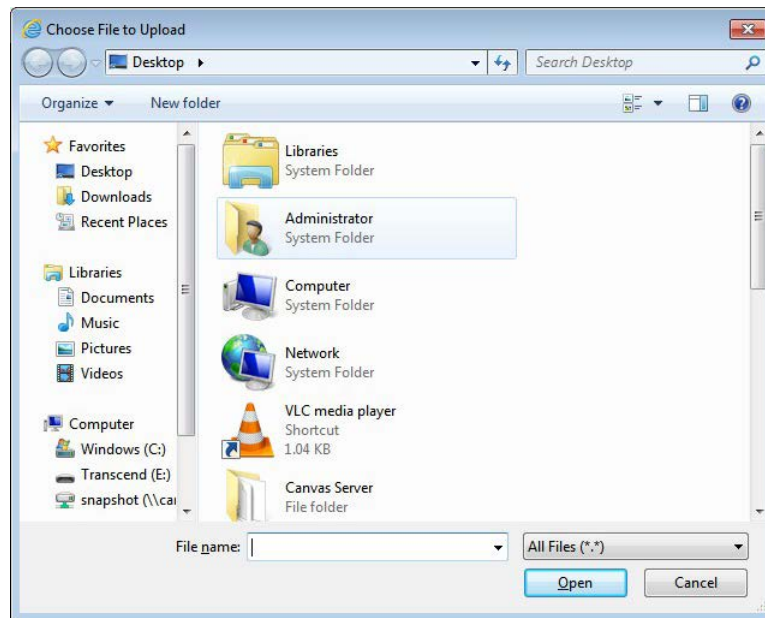 Choose File to Upload
Desktop
Search Desktop
Organize
New folder
Favorites
Desktop
Downloads
Recent Places
Libraries
Documents
Music
Pictures
Videos
Computer
Windows (C:)
Transcend (E:)
snapshot (\\car
Libraries
System Folder
Administrator
System Folder
Computer
System Folder
Network
System Folder
VLC media player
Shortcut
1.04 KB
Canvas Server
File folder
File name:
All Files (*.*)
Open
Cancel